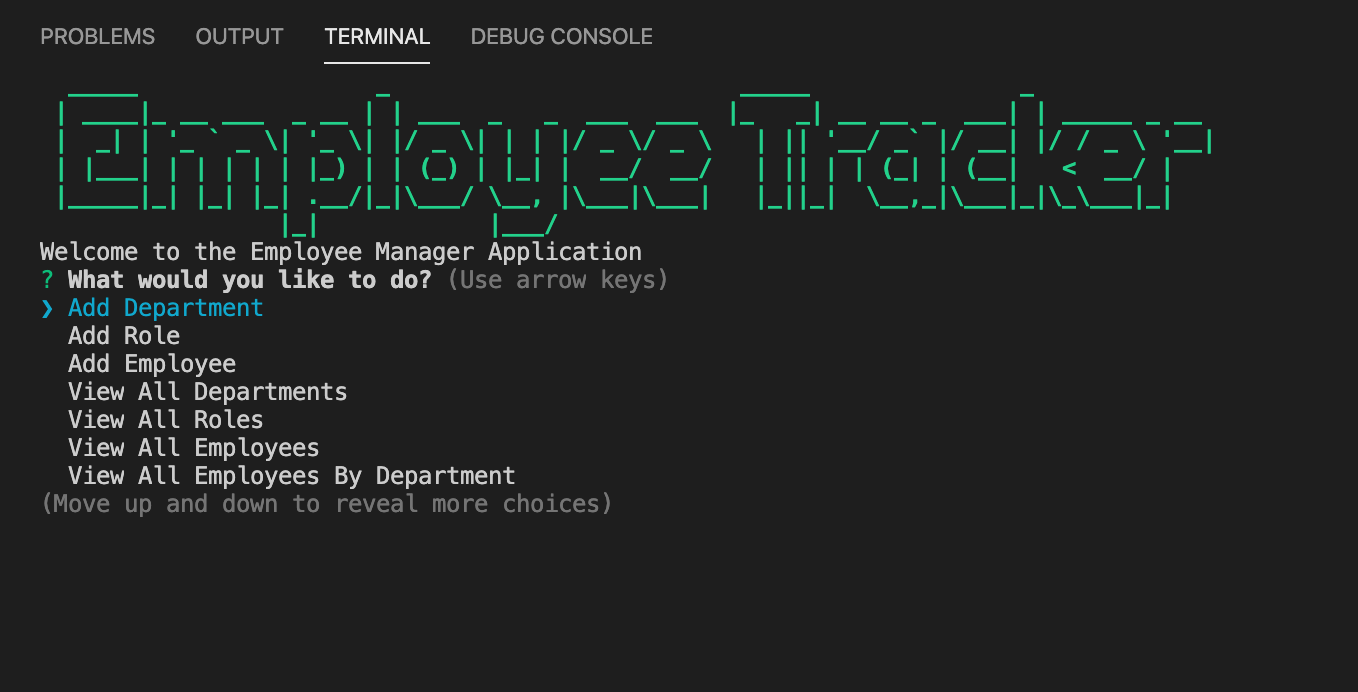 PROBLEMS OUTPUT TERMINAL DEBUG CONSOLE
Employee Tracker
Welcome to the Employee Manager Application
? What would you like to do? (Use arrow keys)
❯ Add Department
Add Role
Add Employee
View All Departments
View All Roles
View All Employees
View All Employees By Department
(Move up and down to reveal more choices)